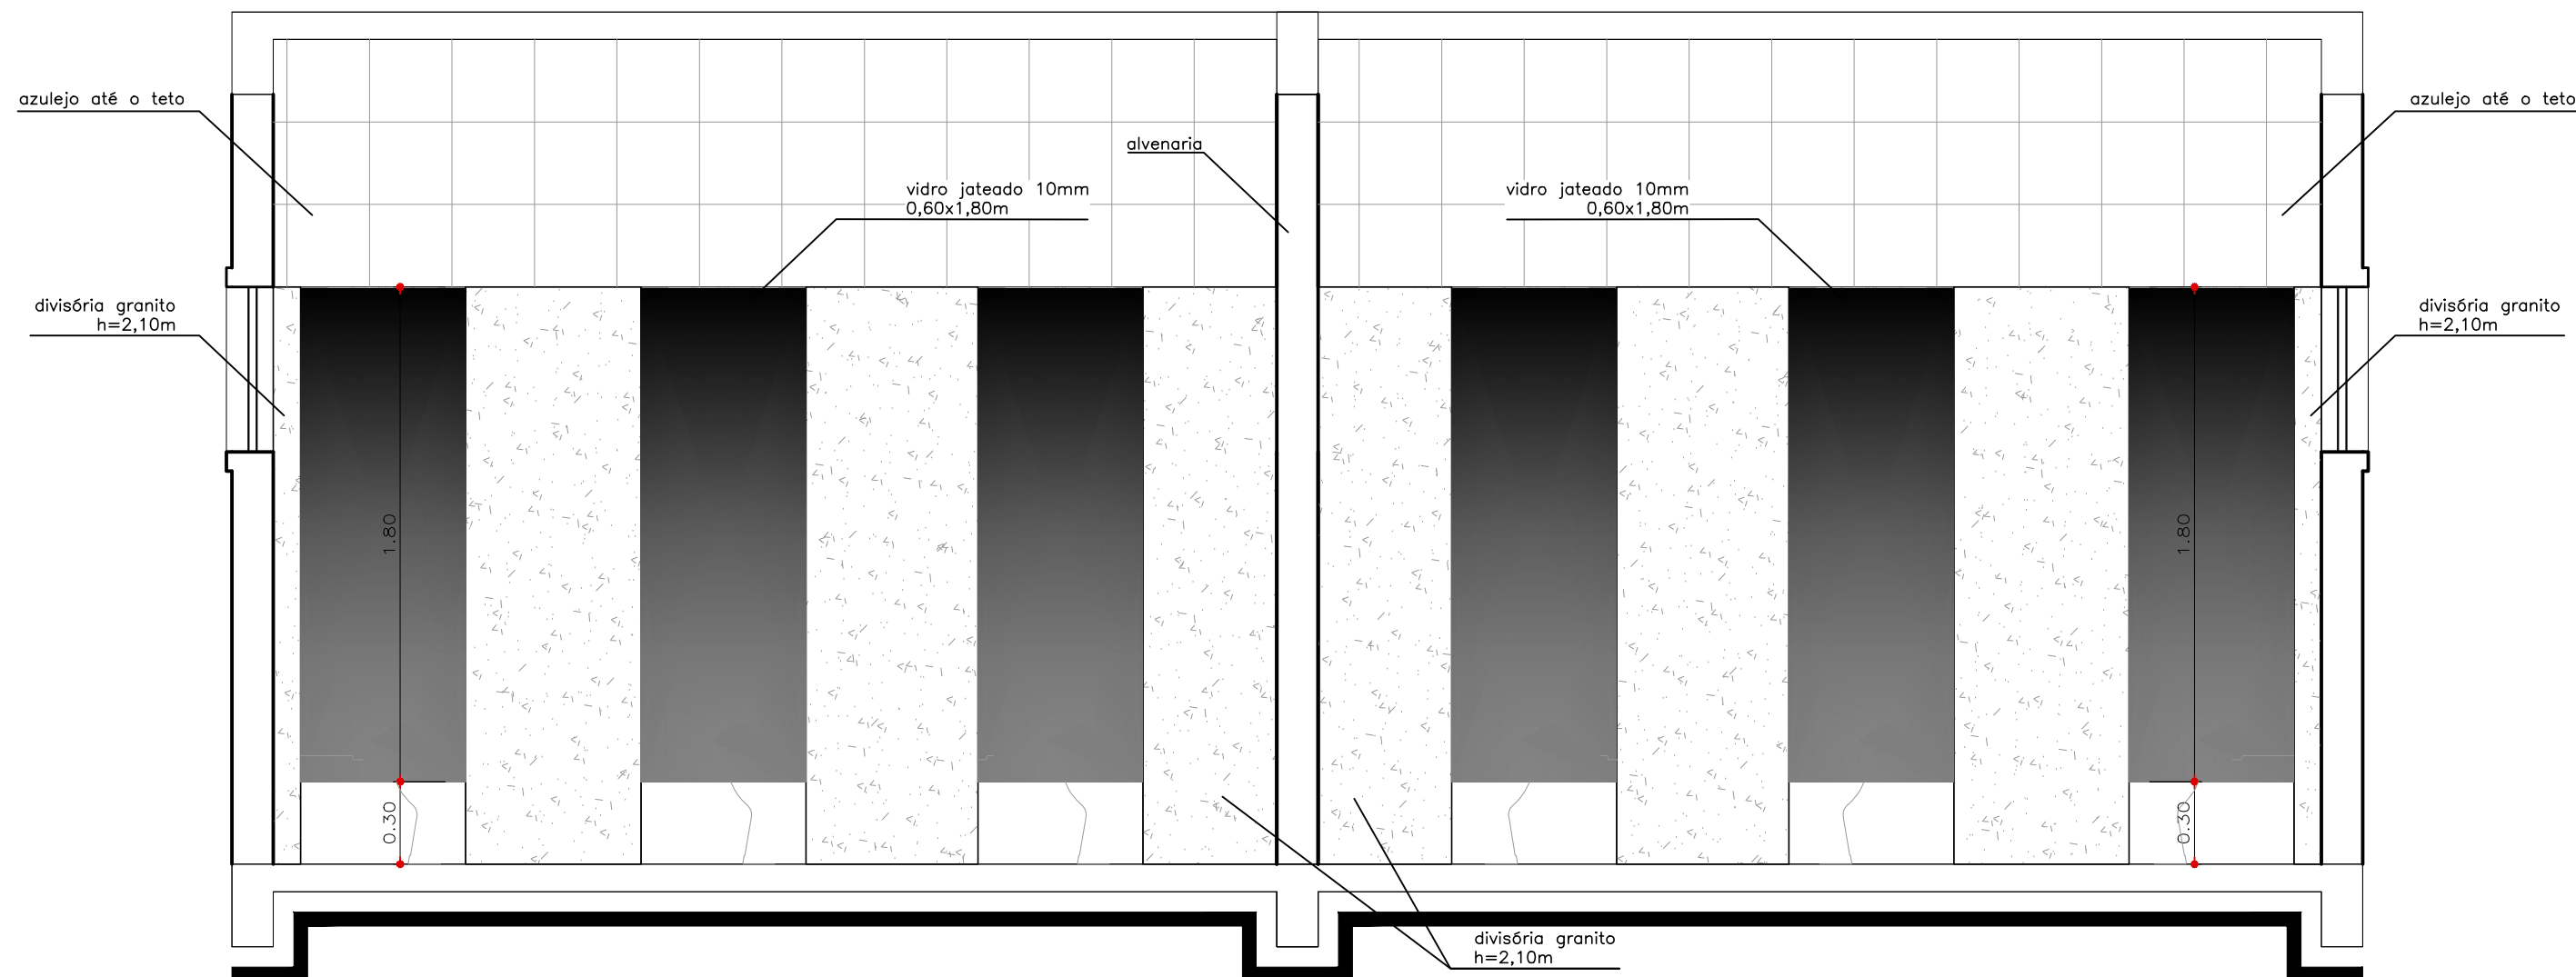 azulejo até o teto
azulejo até o teto
alvenaria
vidro jateado 10mm
0,60x1,80m
vidro jateado 10mm
0,60x1,80m
divisória granito
h=2,10m
divisória granito
h=2,10m
1.80
1.80
0.30
0.30
divisória granito
h=2,10m